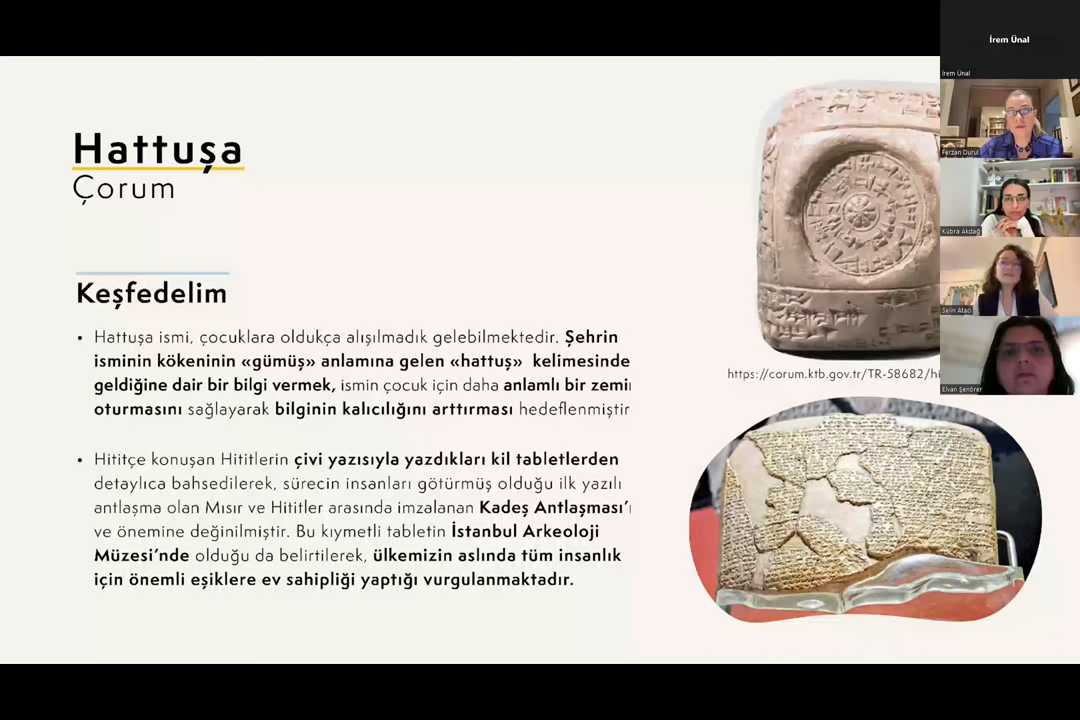 Hattuşa
Çorum
Keşfedelim
• Hattuşa ismi, çocuklara oldukça alışılmadık gelebilmektedir. Şehrin
isminin kökeninin «gümüş» anlamına gelen «hattuş» kelimesinde
geldiğine dair bir bilgi vermek, ismin çocuk için daha anlamlı bir
oturmasını sağlayarak bilginin kalıcılığını arttırması hedeflenmiştir
• Hititçe konuşan Hititlerin çivi yazısıyla yazdıkları kil tabletlerden
detaylıca bahsedilerek, sürecin insanları götürmüş olduğu ilk yazılı
antlaşma olan Mısır ve Hititler arasında imzalanan Kadeş Antlaşması'
ve önemine değinilmiştir. Bu kıymetli tabletin İstanbul Arkeoloji
Müzesi'nde olduğu da belirtilerek, ülkemizin aslında tüm insanlık
için önemli eşiklere ev sahipliği yaptığı vurgulanmaktadır.
https://corum.ktb.gov.tr/TR-58682/hi
İrem Ünal
İrem Ünal
Ferzan Durul
Kübra Akdağ
Selin Atacı
Elvan Şenörer